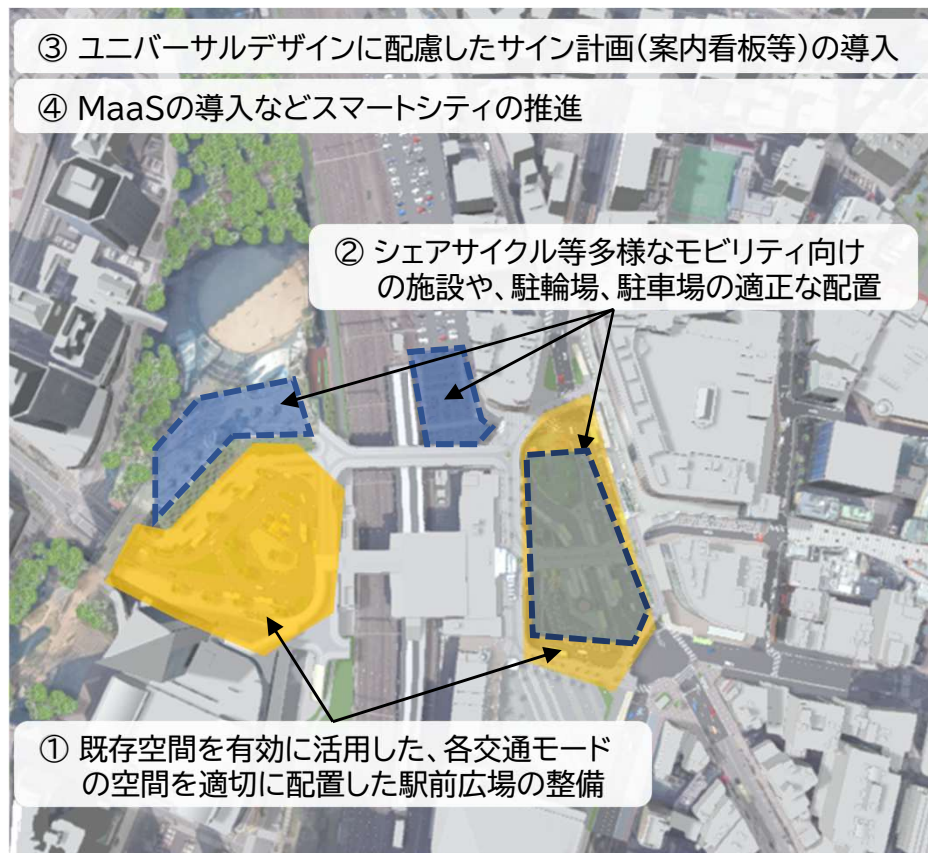 ③ ユニバーサルデザインに配慮したサイン計画(案内看板等)の導入
④ MaaSの導入などスマートシティの推進
② シェアサイクル等多様なモビリティ向け
の施設や、駐輪場、駐車場の適正な配置
① 既存空間を有効に活用した、各交通モード
の空間を適切に配置した駅前広場の整備